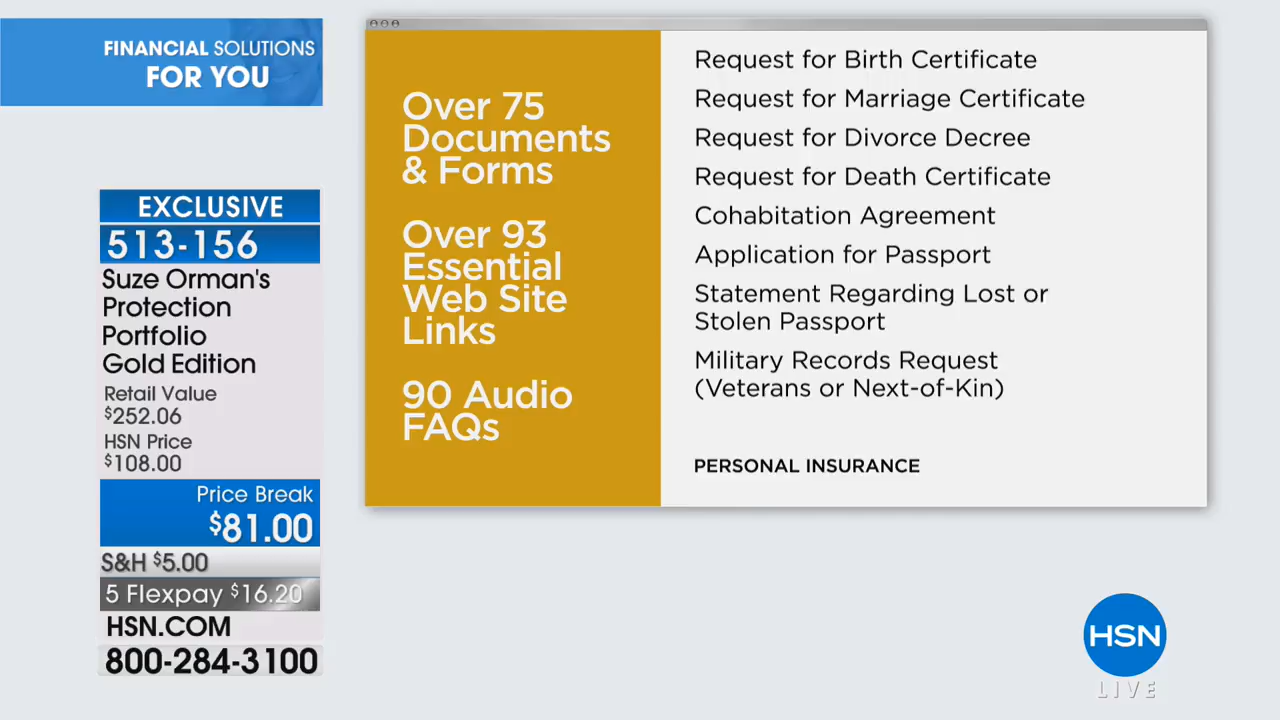 FINANCIAL SOLUTIONS
FOR YOU
EXCLUSIVE
513-156
Suze Orman's
Protection
Portfolio
Gold Edition
Retail Value
$252.06
HSN Price
$108.00
Price Break
$81.00
S&H $5.00
5 Flexpay $16.20
HSN.COM
800-284-3100
Over 75
Documents
& Forms
Over 93
Essential
Web Site
Links
90 Audio
FAQs
Request for Birth Certificate
Request for Marriage Certificate
Request for Divorce Decree
Request for Death Certificate
Cohabitation Agreement
Application for Passport
Statement Regarding Lost or
Stolen Passport
Military Records Request
(Veterans or Next-of-Kin)
PERSONAL INSURANCE
HSN
LIVE